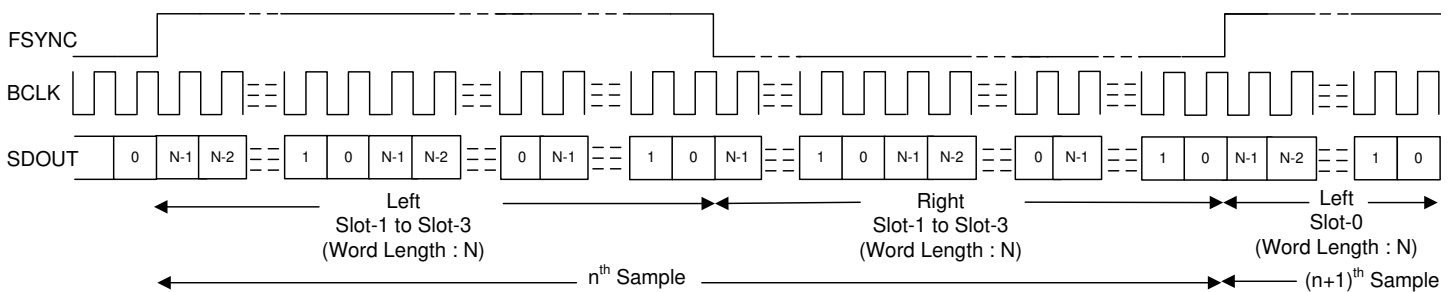 FSYNC
BCLK
SDOUT 0 N-1 N-2 1 0 N-1 N-2 0 N-1 1 0 N-1 1 0 N-1 N-2 0 N-1 1 0 N-1 N-2 1 0
Left
Slot-1 to Slot-3
(Word Length : N)
Right
Slot-1 to Slot-3
(Word Length : N)
Left
Slot-0
(Word Length : N)
nth Sample
(n+1)th Sample